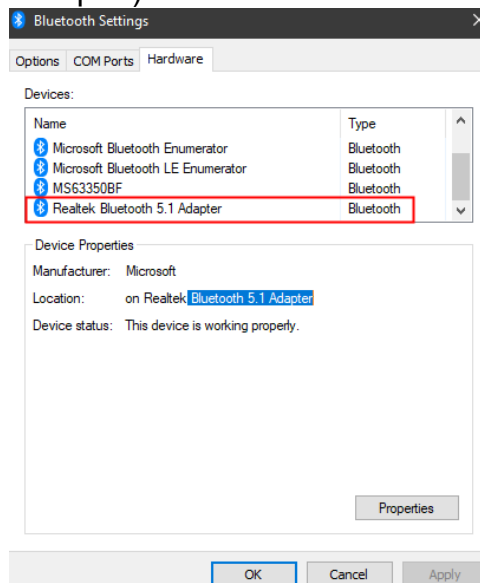 Bluetooth Settings
Options COM Ports Hardware
Devices:
Name Type
Microsoft Bluetooth Enumerator Bluetooth
Microsoft Bluetooth LE Enumerator Bluetooth
MS63350BF Bluetooth
Realtek Bluetooth 5.1 Adapter Bluetooth
Device Properties
Manufacturer: Microsoft
Location: on Realtek Bluetooth 5.1 Adapter
Device status: This device is working properly.
Properties
OK Cancel Apply